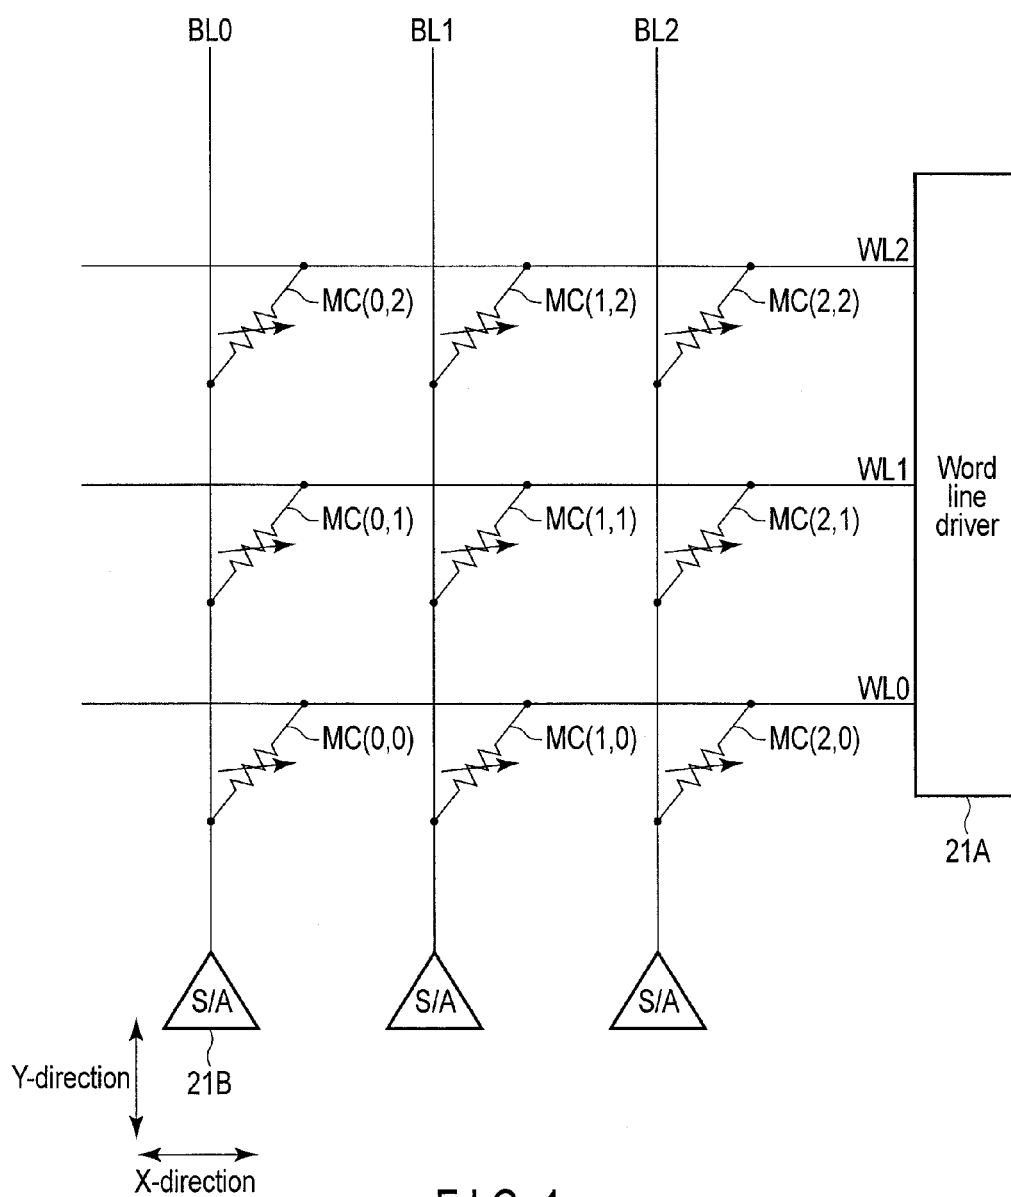 BL0 BL1 BL2
WL2
MC(0,2) MC(1,2) MC(2,2)
WL1
Word
line
driver
MC(0,1) MC(1,1) MC(2,1)
WL0
MC(0,0) MC(1,0) MC(2,0)
21A
S/A S/A S/A
21B
Y-direction
X-direction